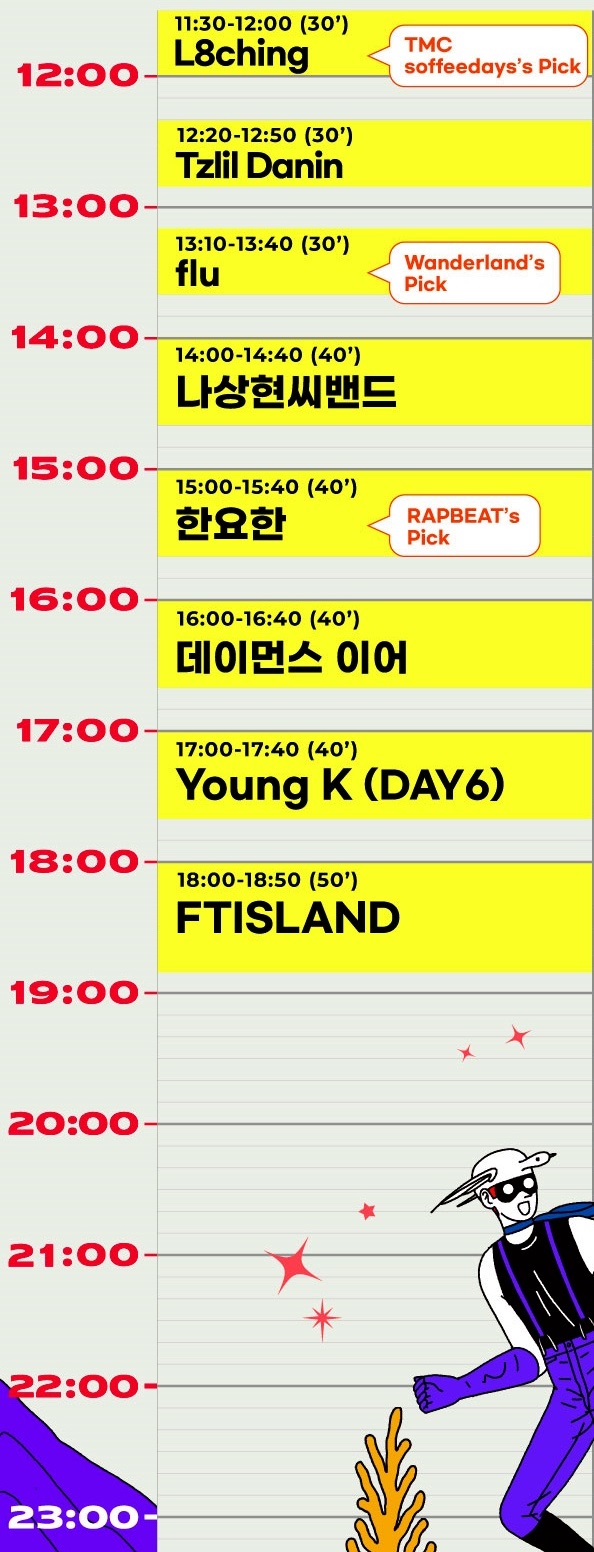 11:30-12:00 (30’)
L8ching
TMC
soffeedays’s Pick
12:00
12:20-12:50 (30’)
Tzlil Danin
13:00
13:10-13:40 (30’)
flu
Wanderland’s
Pick
14:00
14:00-14:40 (40’)
나상현씨밴드
15:00
15:00-15:40 (40’)
한요한
RAPBEAT’s
Pick
16:00
16:00-16:40 (40’)
데이먼스 이어
17:00
17:00-17:40 (40’)
Young K (DAY6)
18:00
18:00-18:50 (50’)
FTISLAND
19:00
20:00
21:00
22:00
23:00